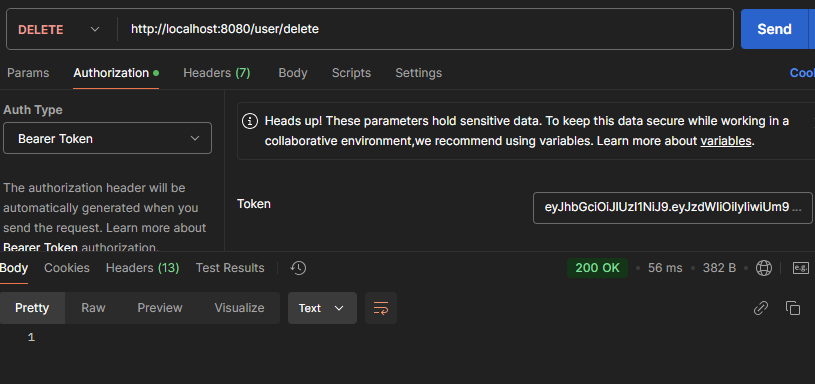 DELETE http://localhost:8080/user/delete Send
Params Authorization Headers (7) Body Scripts Settings Cool
Auth Type
Bearer Token
Heads up! These parameters hold sensitive data. To keep this data secure while working in a
collaborative environment,we recommend using variables. Learn more about variables.
The authorization header will be
automatically generated when you
send the request. Learn more about
Bearer Token authorization.
Token
eyJhbGciOiJIUzI1NiJ9.eyJzdWIiOiIyIiwiUm9 ...
Body Cookies Headers (13) Test Results 200 OK • 56 ms • 382 B • e.g.
Pretty Raw Preview Visualize Text
1